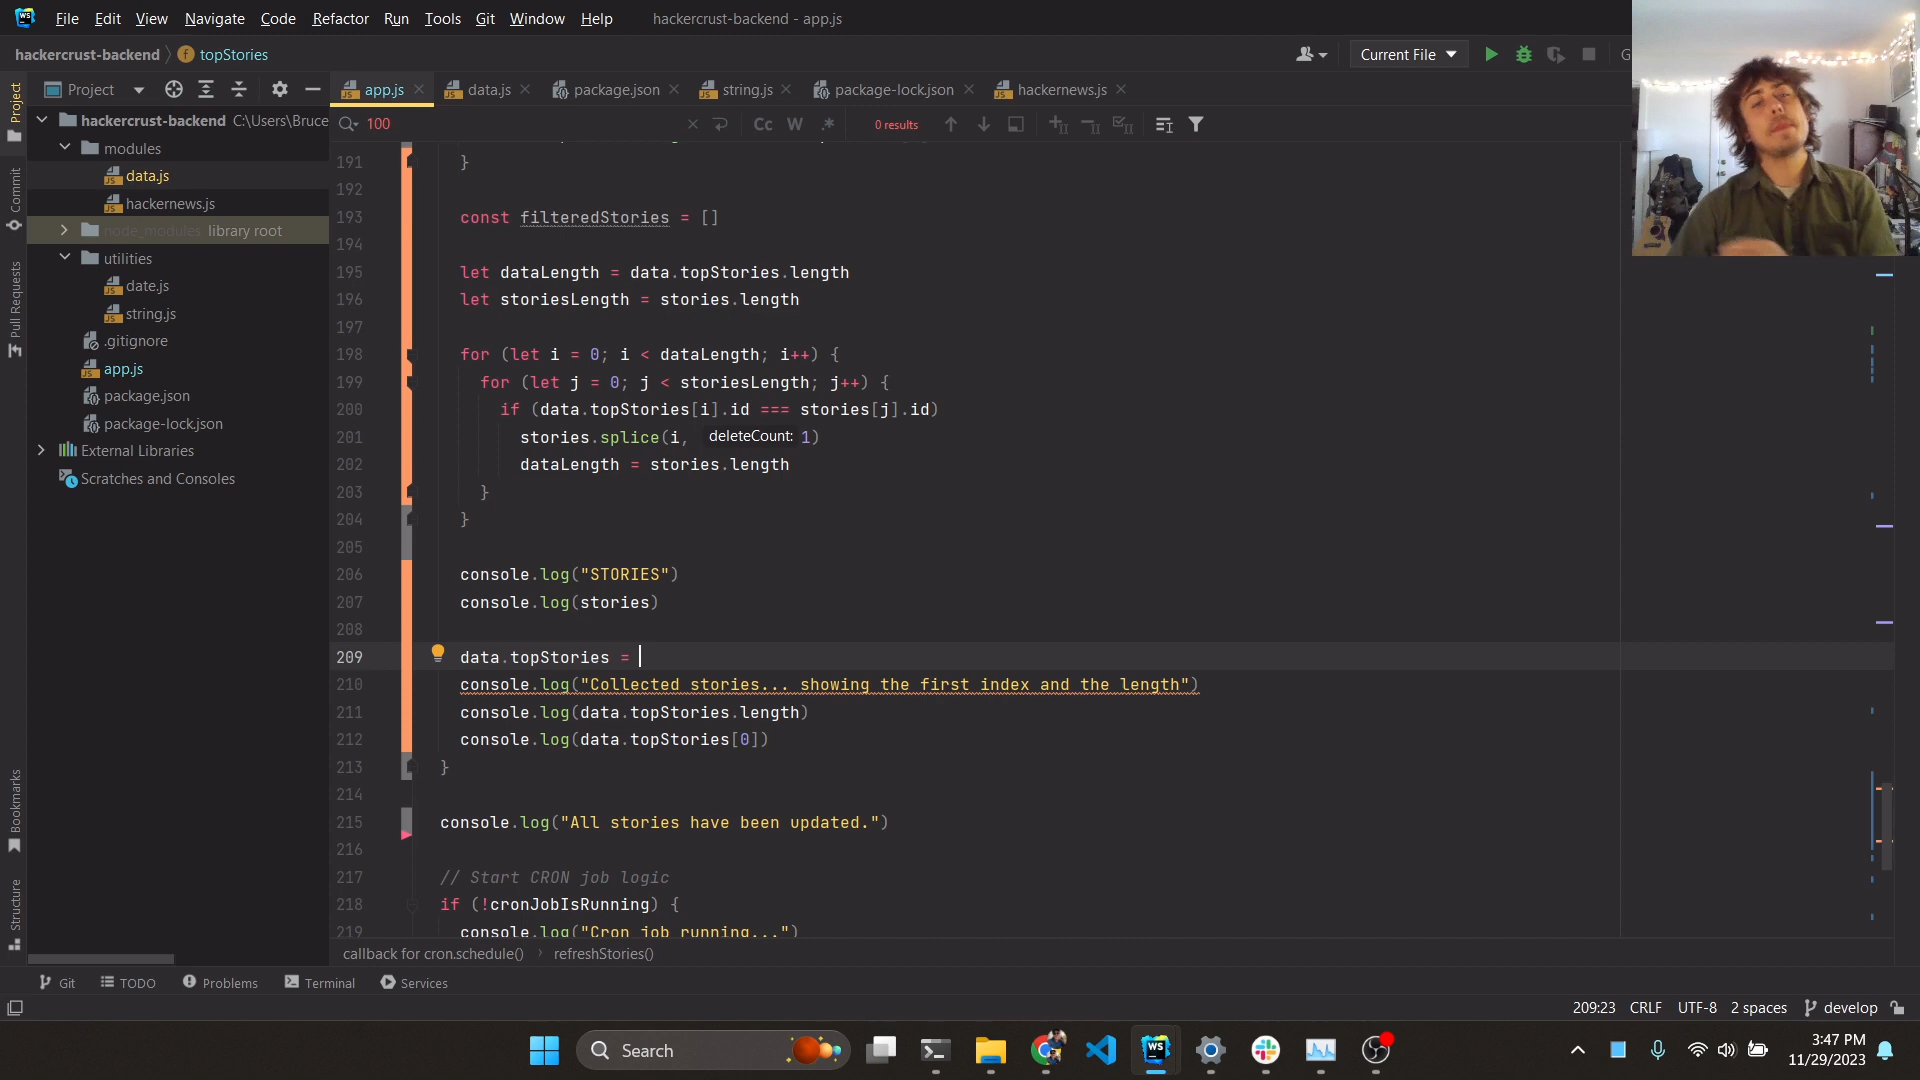 File Edit View Navigate Code Refactor Run Tools Git Window Help hackercrust-backend - app.js
hackercrust-backend topStories
Current File
G
Project
app.js data.js package.json string.js package-lock.json hackernews.js
100
Cc W .* 0 results
Project
Commit
Pull Requests
Bookmarks
Structure
hackercrust-backend C:\Users\Bruce
modules
data.js
hackernews.js
node_modules library root
utilities
date.js
string.js
.gitignore
app.js
package.json
package-lock.json
External Libraries
Scratches and Consoles
191 }
192
193 const filteredStories = []
194
195 let dataLength = data.topStories.length
196 let storiesLength = stories.length
197
198 for (let i = 0; i < dataLength; i++) {
199 for (let j = 0; j < storiesLength; j++) {
200 if (data.topStories[i].id === stories[j].id)
201 stories.splice(i, deleteCount: 1)
202 dataLength = stories.length
203 }
204 }
205
206 console.log("STORIES")
207 console.log(stories)
208
209 data.topStories =
210 console.log("Collected stories... showing the first index and the length")
211 console.log(data.topStories.length)
212 console.log(data.topStories[0])
213 }
214
215 console.log("All stories have been updated.")
216
217 // Start CRON job logic
218 if (!cronJobIsRunning) {
219 console.log("Cron job running...")
callback for cron.schedule() refreshStories()
Git TODO Problems Terminal Services
209:23 CRLF UTF-8 2 spaces develop
Search
WS
3:47 PM
11/29/2023